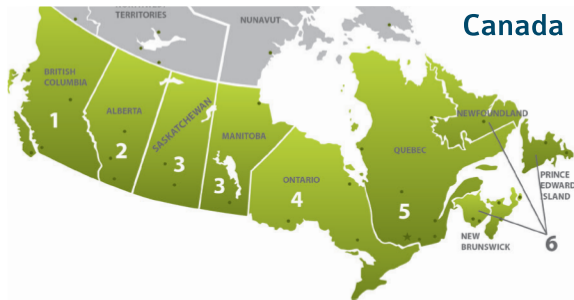 Canada
NORTHWEST
TERRITORIES
NUNAVUT
BRITISH
COLUMBIA
1
ALBERTA
2
SASKATCHEWAN
3
MANITOBA
3
ONTARIO
4
QUEBEC
5
NEWFOUNDLAND
PRINCE
EDWARD
ISLAND
NEW
BRUNSWICK
6